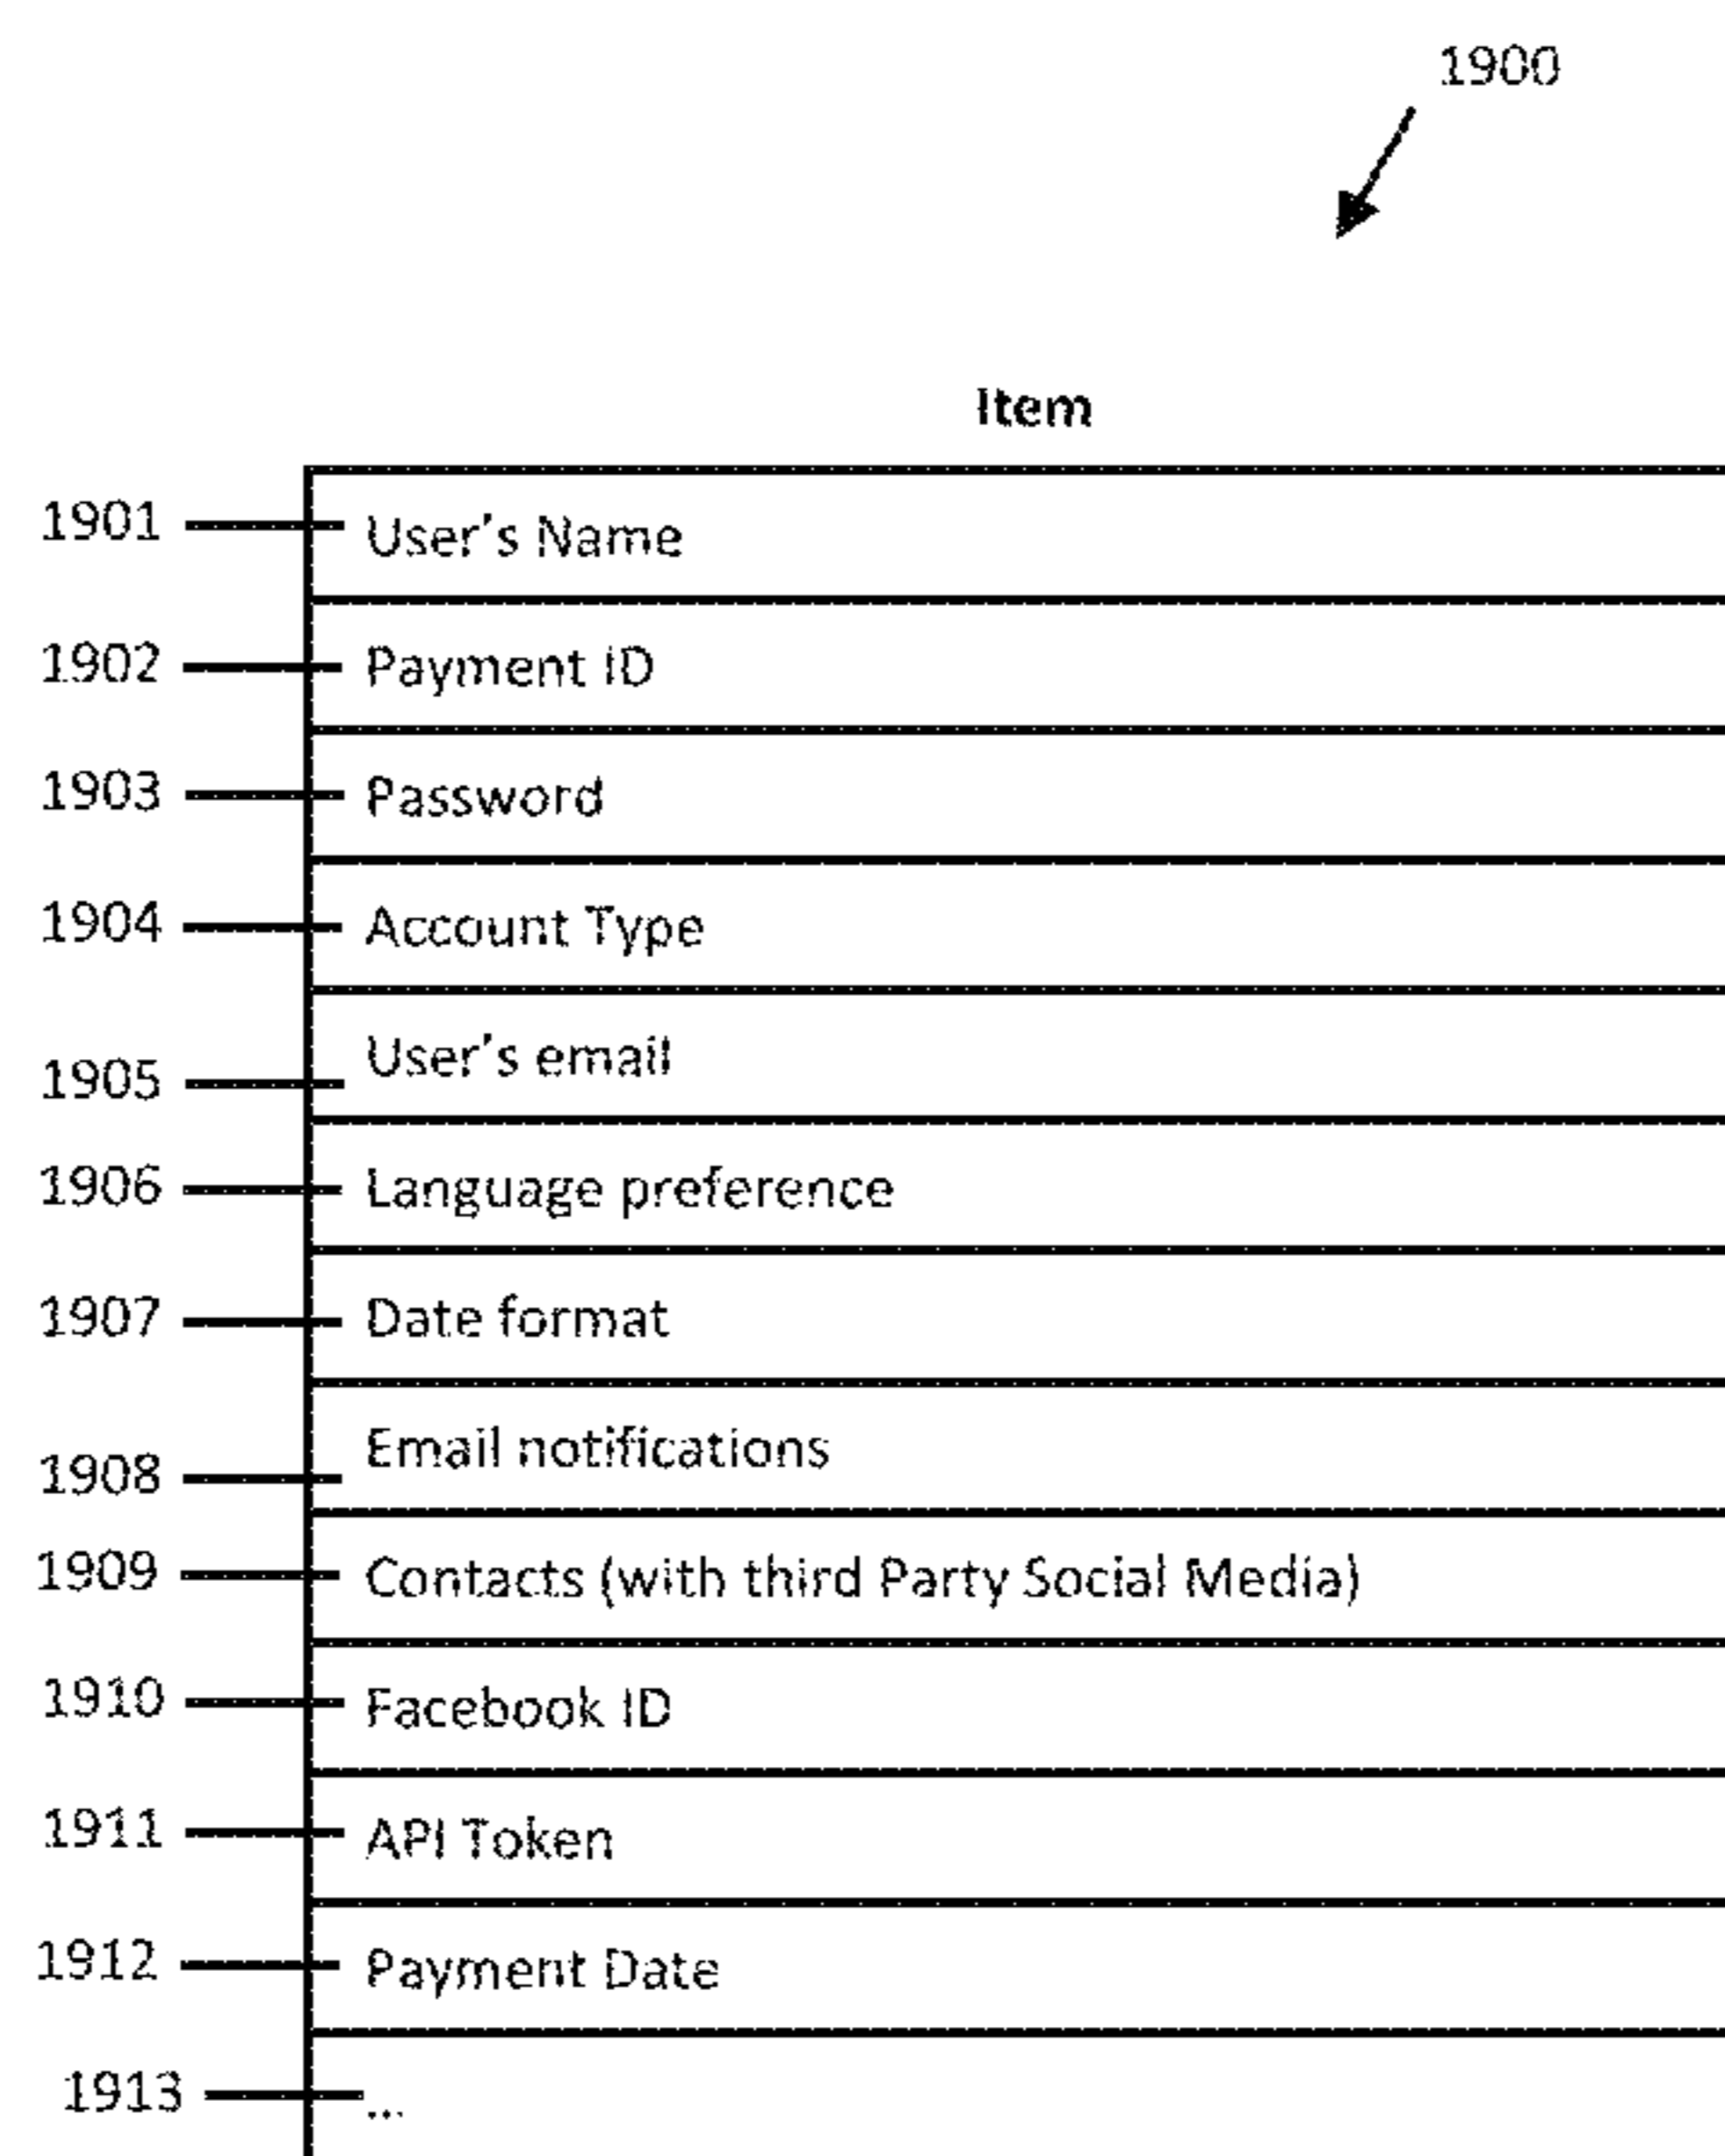 1900
Item
1901 User's Name
1902 Payment ID
1903 Password
1904 Account Type
1905 User's email
1906 Language preference
1907 Date format
1908 Email notifications
1909 Contacts (with third Party Social Media)
1910 Facebook ID
1911 API Token
1912 Payment Date
1913 ...